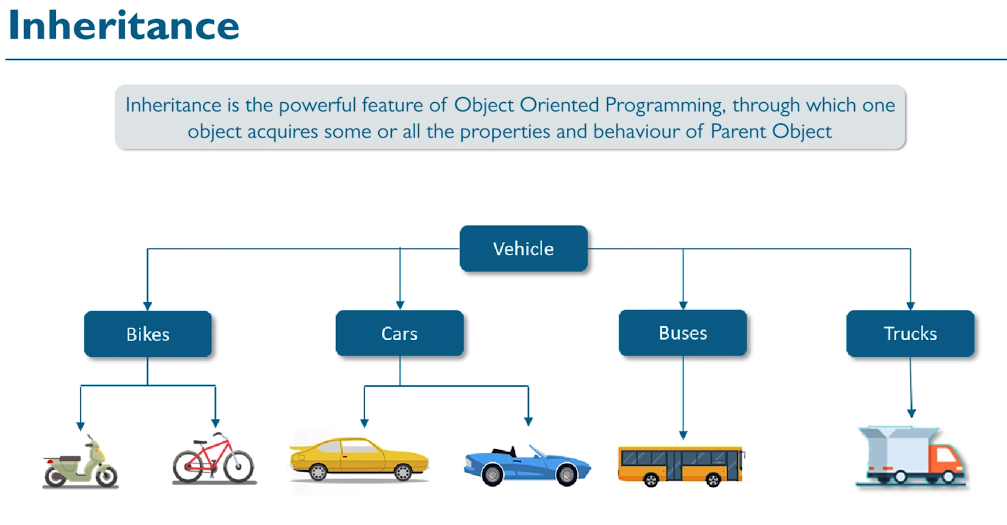 Inheritance
Inheritance is the powerful feature of Object Oriented Programming, through which one
object acquires some or all the properties and behaviour of Parent Object
Vehicle
Bikes
Cars
Buses
Trucks